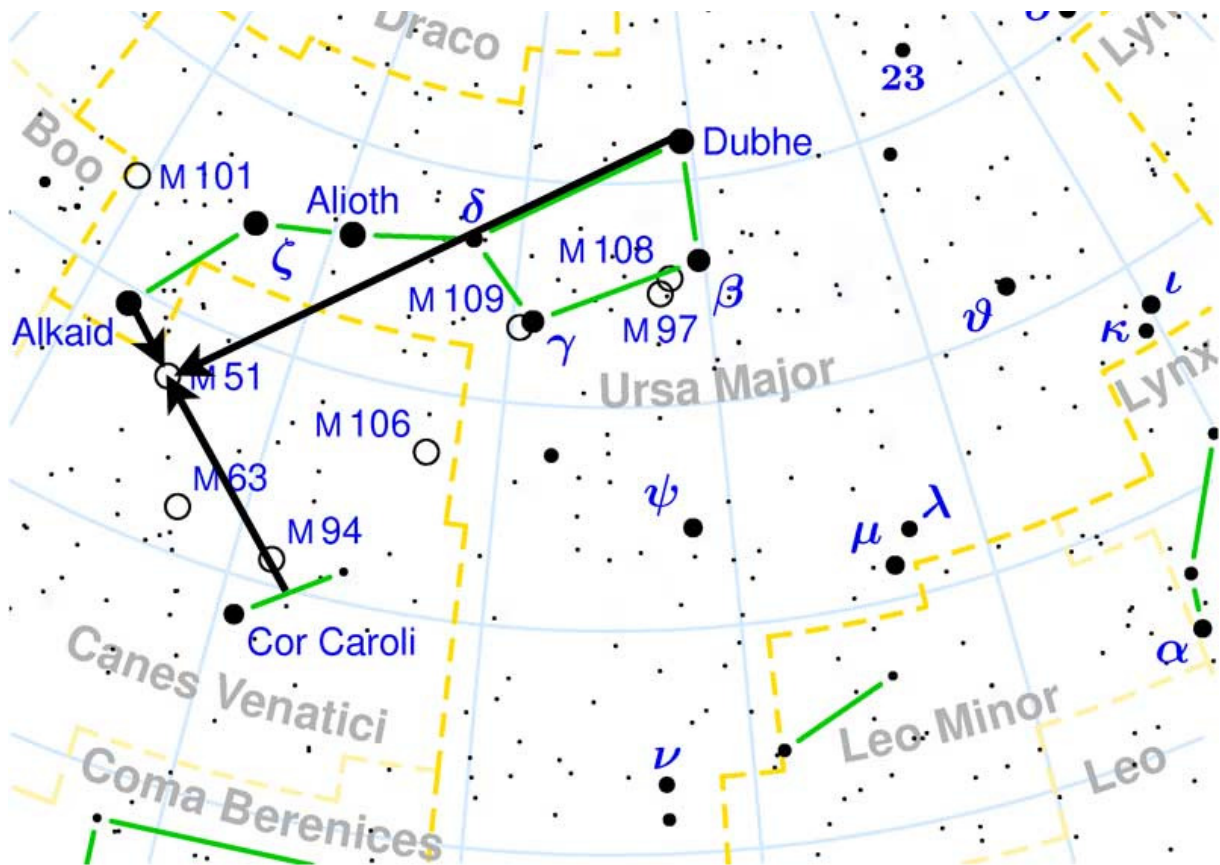 Draco
Lyn
23
Boo
M 101
Dubhe
Alioth
δ
ζ
M 108
β
M 109
γ
M 97
ϑ
ι
κ
Alkaid
M 51
Ursa Major
Lynx
M 106
M 63
ψ
λ
μ
M 94
Cor Caroli
α
Canes Venatici
Leo Minor
ν
Leo
Coma Berenices